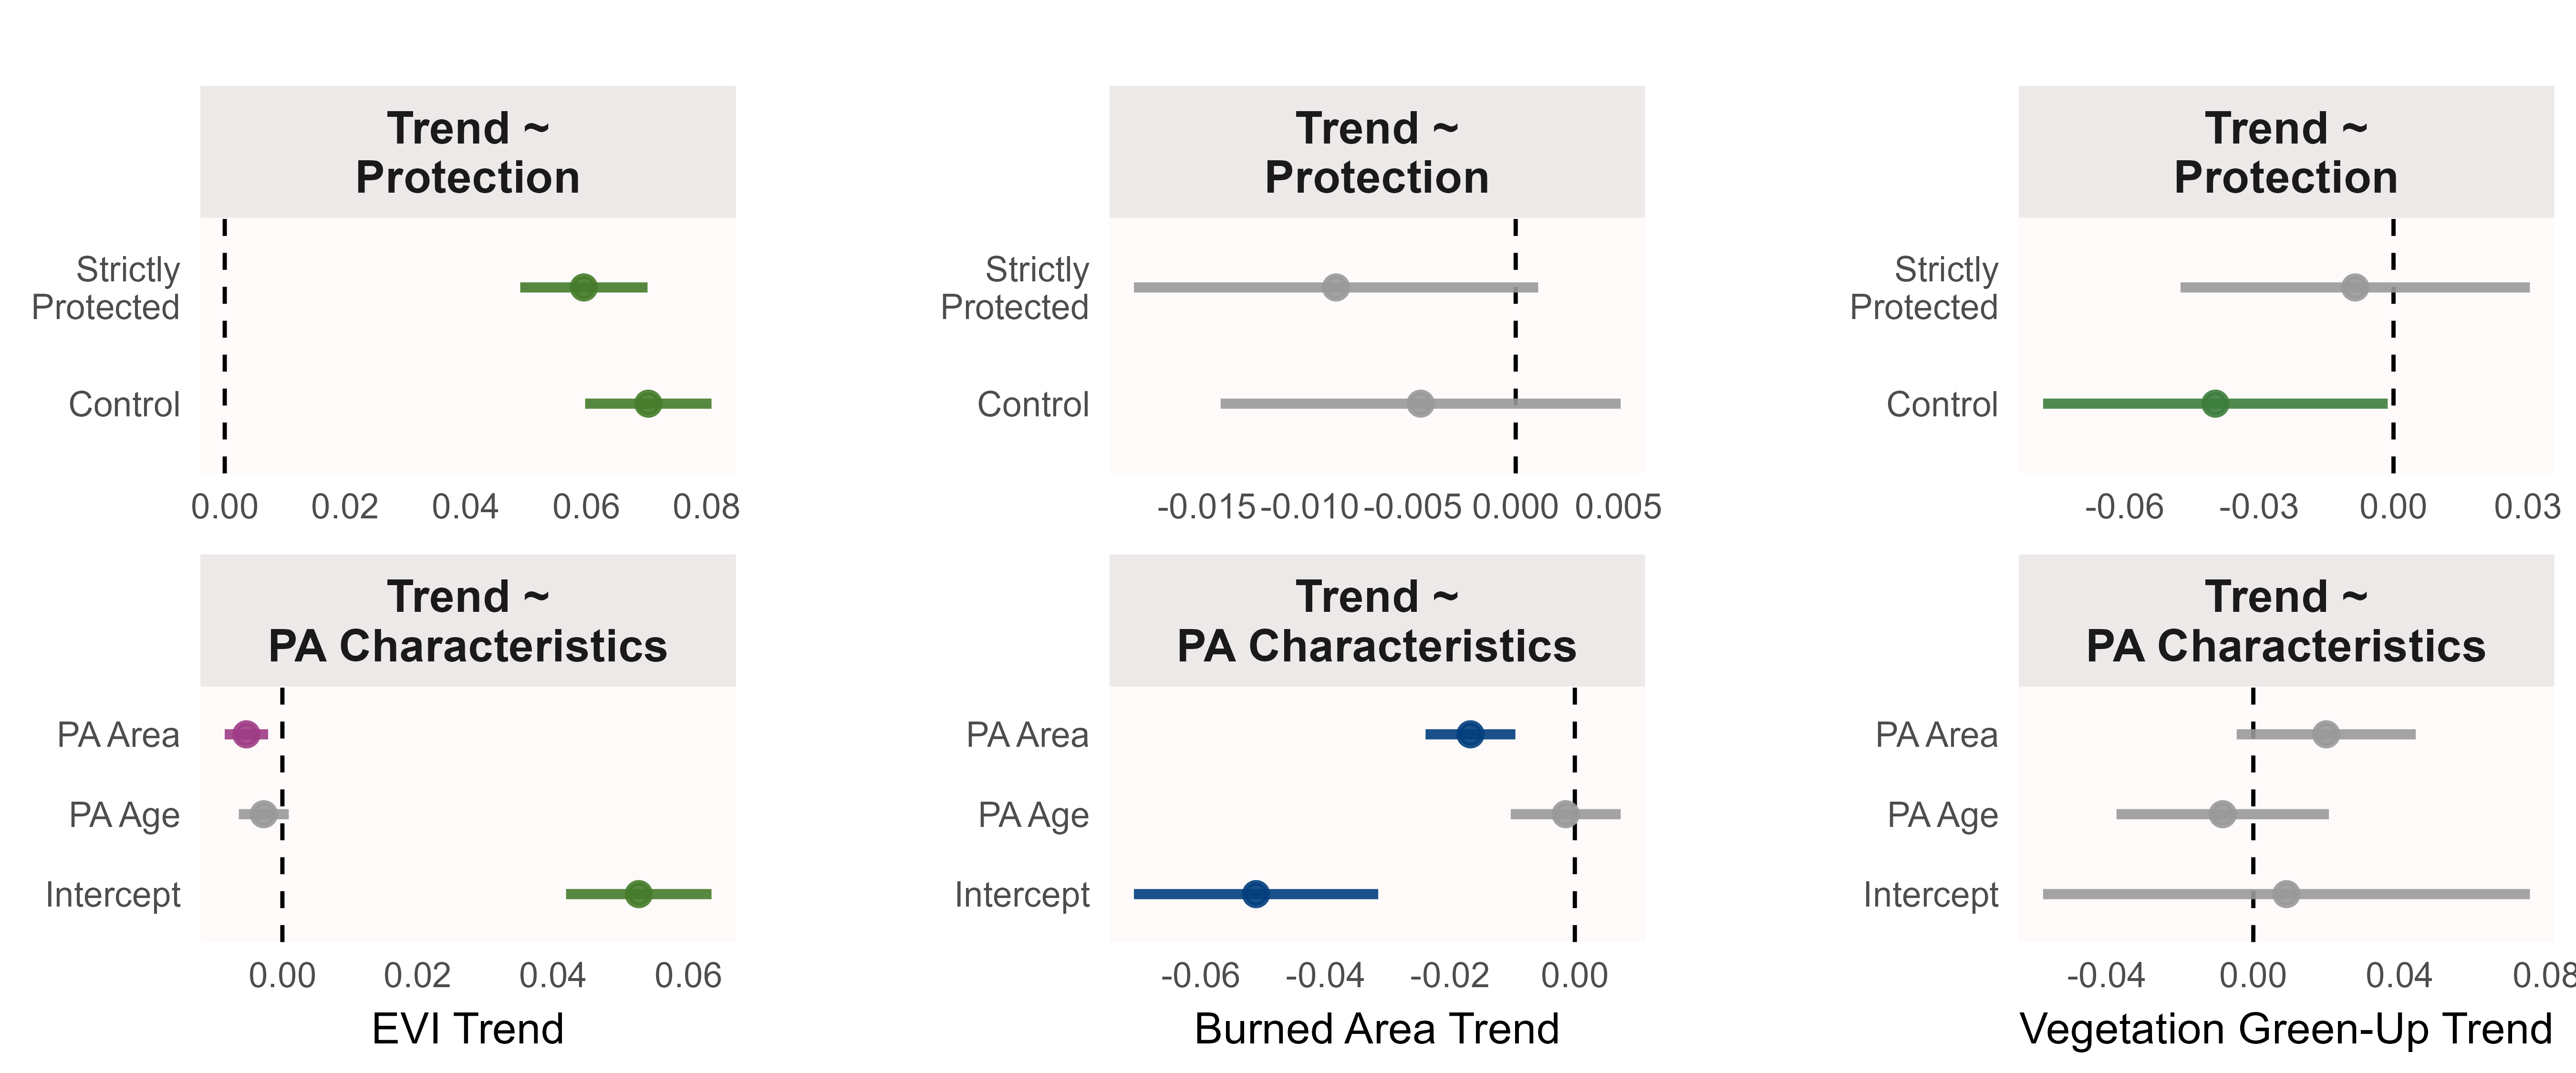 Trend ~
Protection
Strictly
Protected
Control
0.00 0.02 0.04 0.06 0.08
Trend ~
Protection
Strictly
Protected
Control
-0.015 -0.010 -0.005 0.000 0.005
Trend ~
Protection
Strictly
Protected
Control
-0.06 -0.03 0.00 0.03
Trend ~
PA Characteristics
PA Area
PA Age
Intercept
0.00 0.02 0.04 0.06
EVI Trend
Trend ~
PA Characteristics
PA Area
PA Age
Intercept
-0.06 -0.04 -0.02 0.00
Burned Area Trend
Trend ~
PA Characteristics
PA Area
PA Age
Intercept
-0.04 0.00 0.04 0.08
Vegetation Green-Up Trend